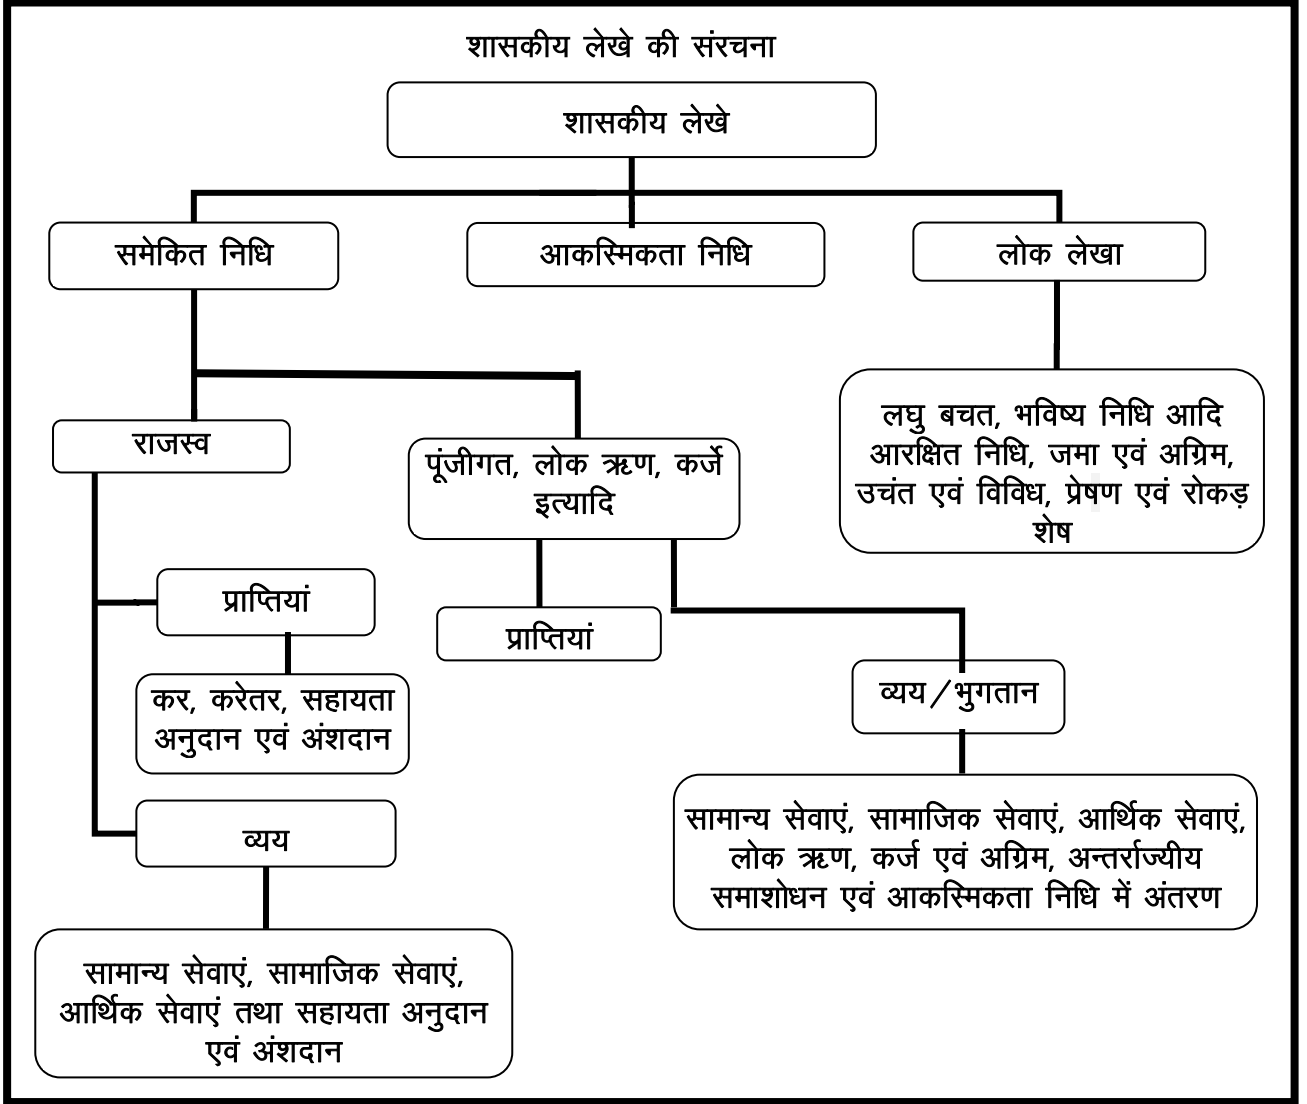 शासकीय लेखे की संरचना
शासकीय लेखे
समेकित निधि
आकस्मिकता निधि
लोक लेखा
राजस्व
पूंजीगत, लोक ऋण, कर्जे
इत्यादि
लघु बचत, भविष्य निधि आदि
आरक्षित निधि, जमा एवं अग्रिम,
उचंत एवं विविध, प्रेषण एवं रोकड़
शेष
प्राप्तियां
प्राप्तियां
कर, करेतर, सहायता
अनुदान एवं अंशदान
व्यय/भुगतान
व्यय
सामान्य सेवाएं, सामाजिक सेवाएं, आर्थिक सेवाएं,
लोक ऋण, कर्ज एवं अग्रिम, अन्तर्राज्यीय
समाशोधन एवं आकस्मिकता निधि में अंतरण
सामान्य सेवाएं, सामाजिक सेवाएं,
आर्थिक सेवाएं तथा सहायता अनुदान
एवं अंशदान